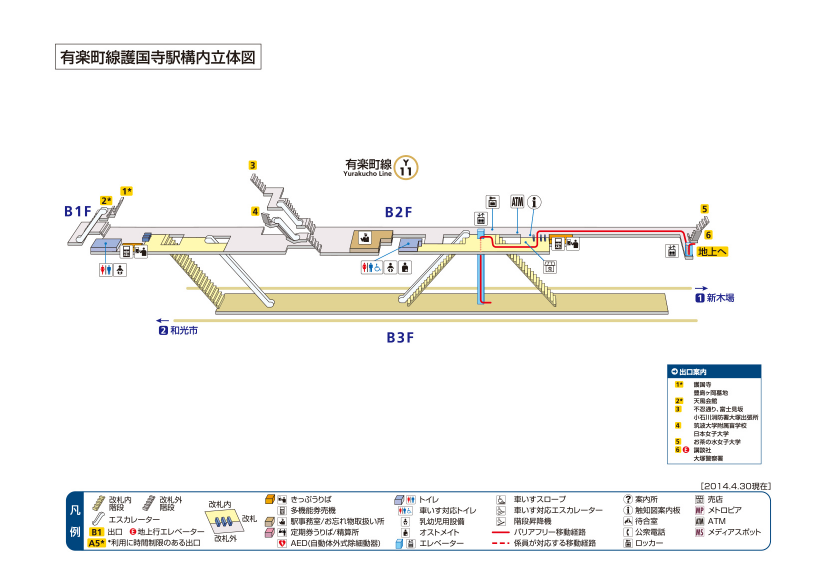 有楽町線護国寺駅構内立体図
有楽町線
Yurakucho Line
Y
11
3
1*
2*
4
B1F
B2F
ATM
5
6
地上へ
1 新木場
2 和光市
B3F
出口案内
1* 護国寺
豊島ヶ岡墓地
2* 天風会館
3 不忍通り、富士見坂
小石川消防署大塚出張所
4 筑波大学附属盲学校
日本女子大学
5 お茶の水女子大学
6 E 講談社
大塚警察署
[2014.4.30現在]
凡例
改札内階段
改札外階段
エスカレーター
B1 出口 E 地上行エレベーター
A5* *利用に時間制限のある出口
改札内
改札
改札外
きっぷうりば
多機能券売機
駅事務室/お忘れ物取扱い所
定期券うりば/精算所
AED(自動体外式除細動器)
トイレ
車いす対応トイレ
乳幼児用設備
オストメイト
エレベーター
車いすスロープ
車いす対応エスカレーター
階段昇降機
バリアフリー移動経路
係員が対応する移動経路
案内所
触知図案内板
待合室
公衆電話
ロッカー
売店
MP メトロピア
ATM ATM
MS メディアスポット